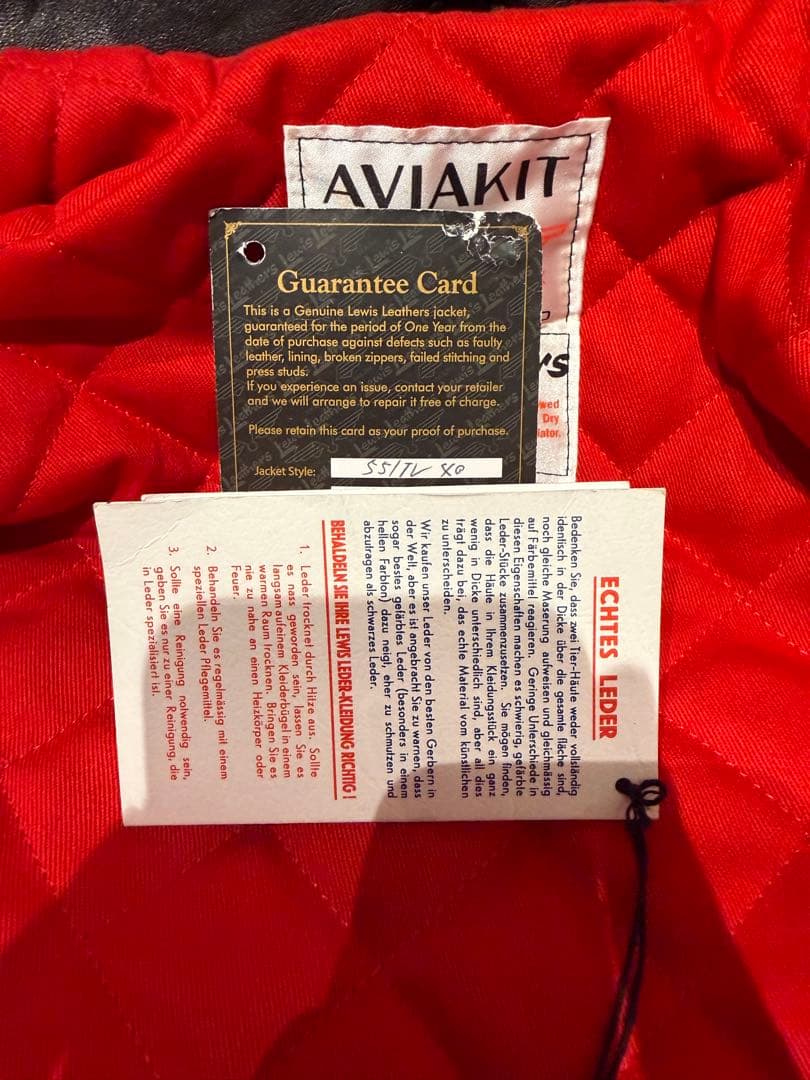 AVIAKIT
Guarantee Card
This is a Genuine Lewis Leathers jacket,
guaranteed for the period of One Year from the
date of purchase against defects such as faulty
leather, lining, broken zippers, failed stitching and
press studs.
If you experience an issue, contact your retailer
and we will arrange to repair it free of charge.
Please retain this card as your proof of purchase.
Jacket Style:
ECHTES LEDER
Bedenken Sie, dass zwei Tier-Häute weder vollständig
identisch in der Dicke über die gesamte fläche sind,
noch gleiche Maserung aufweisen und gleichmässig
auf Färbemittel reagieren. Geringe Unterschiede in
diesen Eigenschaften machen es schwierig, gefärbte
Leder-Stücke zusammenzusetzen. Sie mögen finden,
dass die Häute in Ihrem Kleidungsstück ein ganz
wenig in Dicke unterschiedlich sind, aber all dies
trägt dazu bei, das echte Material vom künstlichen
zu unterscheiden.
Wir kaufen unser Leder von den besten Gerbern in
der Welt, aber es ist angebracht Sie zu warnen, dass
sogar bestes gefärbtes Leder (besonders in einem
hellen Farbton) dazu neigt, eher zu schmutzen und
abzufragen als schwarzes Leder.
BEHALDELN SIE IHRE LEWIS LEDER-KLEIDUNG RICHTIG!
1. Leder trocknet durch Hitze aus. Sollte
es nass geworden sein, lassen Sie es
langsam auf einem Kleiderbügel in einem
warmen Raum trocknen. Bringen Sie es
nie zu nahe an einen Heizkörper oder
Feuer.
2. Behandeln Sie es regelmässig mit einem
speziellen Leder Pflegemittel.
3. Sollte eine Reinigung notwendig sein,
geben Sie es nur zu einer Reinigung, die
in Leder spezialisiert ist.